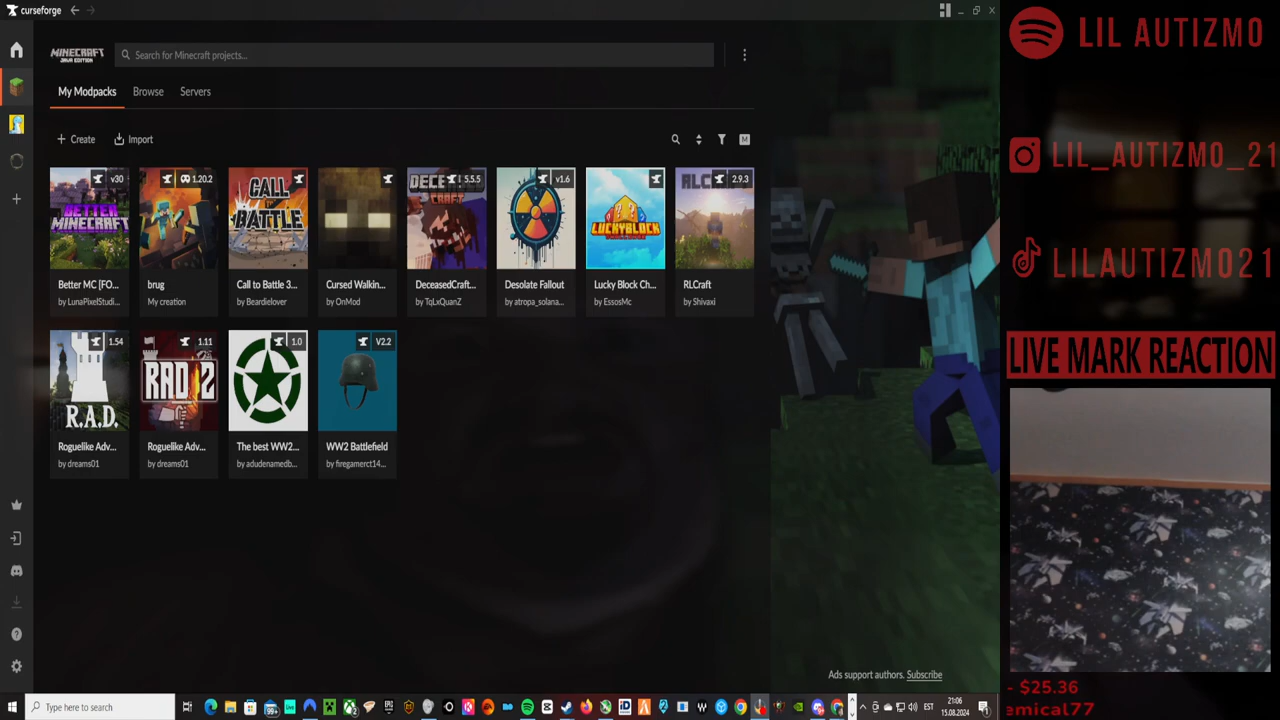 curseforge
MINECRAFT
JAVA EDITION
Search for Minecraft projects...
My Modpacks
Browse
Servers
Create
Import
M
v30
BETTER
MINECRAFT
Better MC [FO...
by LunaPixelStudi...
1.20.2
brug
My creation
CALL
TO
BATTLE
Call to Battle 3...
by Beardielover
Cursed Walkin...
by OnMod
5.5.5
DeceasedCraft...
by TqLxQuanZ
v1.6
Desolate Fallout
by atropa_solana...
LUCKYBLOCK
Lucky Block Ch...
by EssosMc
2.9.3
RLCraft
by Shivaxi
1.54
R.A.D.
Roguelike Adv...
by dreams01
1.11
RAD 2
Roguelike Adv...
by dreams01
1.0
The best WW2...
by adudenamedb...
V2.2
WW2 Battlefield
by firegamerct14...
Ads support authors. Subscribe
LIL AUTIZMO
LIL_AUTIZMO_21
LILAUTIZMO21
LIVE MARK REACTION
- $25.36
emical77
Type here to search
99+
EST
21:06
15.08.2024